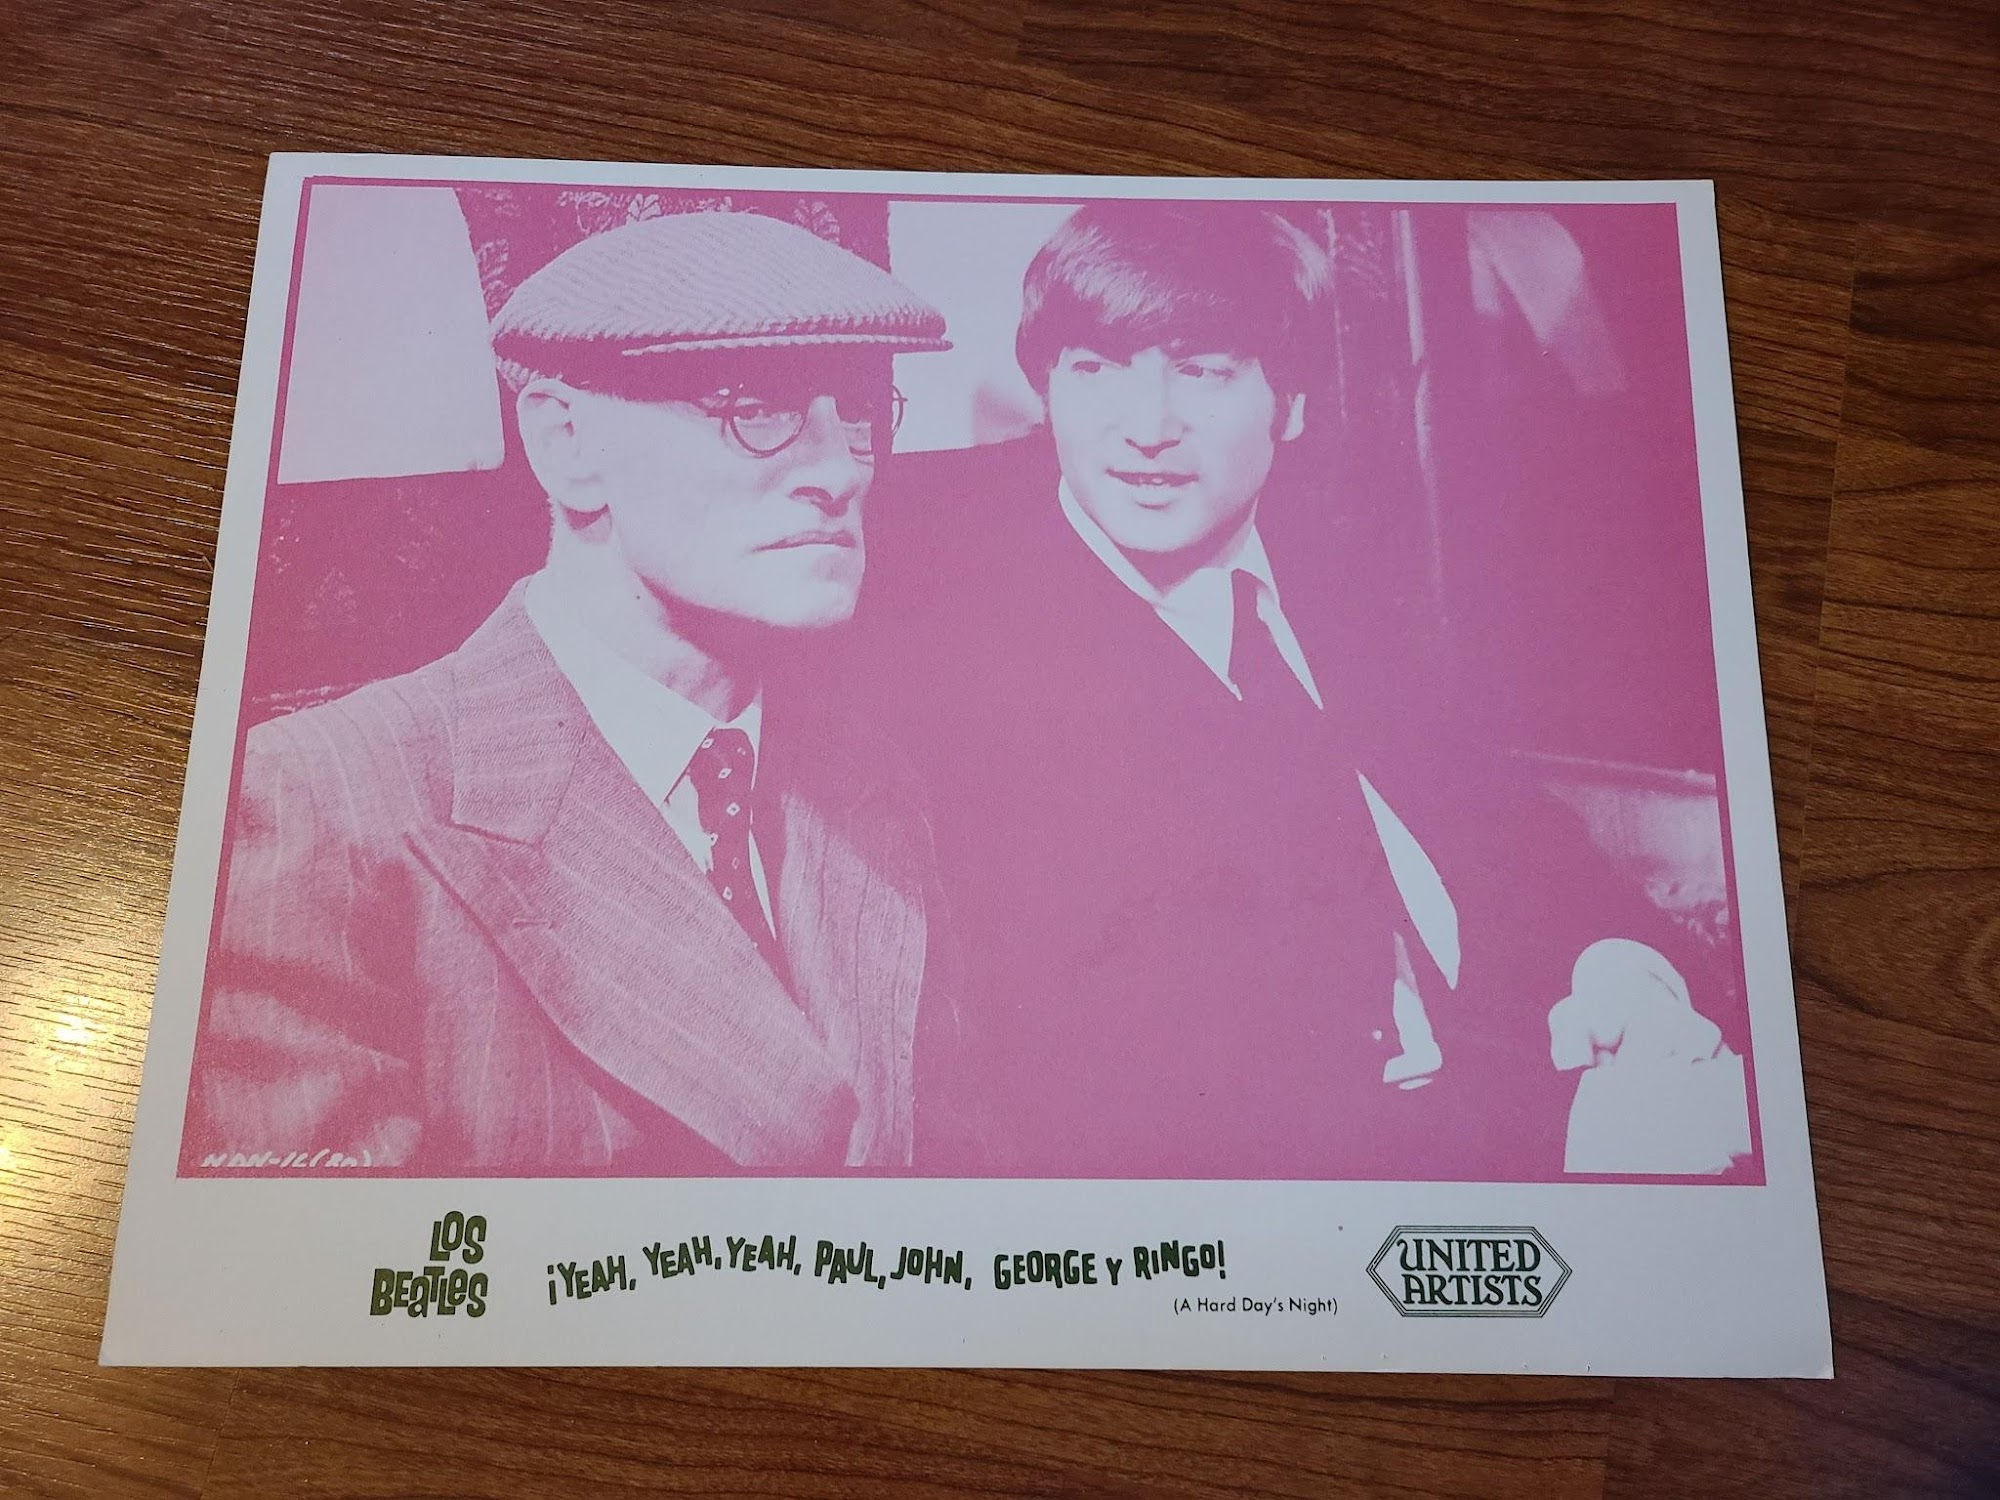 LOS
BEATLES
¡YEAH, YEAH, YEAH, PAUL, JOHN, GEORGE Y RINGO!
(A Hard Day's Night)
UNITED
ARTISTS